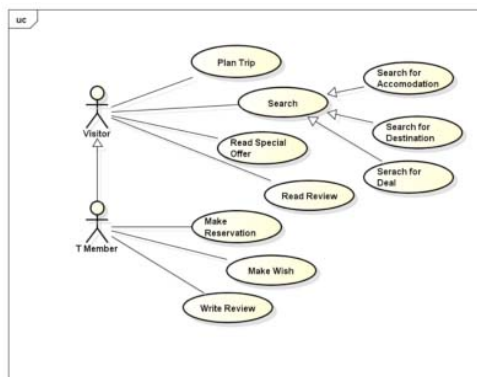 uc
Plan Trip
Search for
Accomodation
Search
Visitor
Search for
Destination
Read Special
Offer
Serach for
Deal
Read Review
T Member
Make
Reservation
Make Wish
Write Review